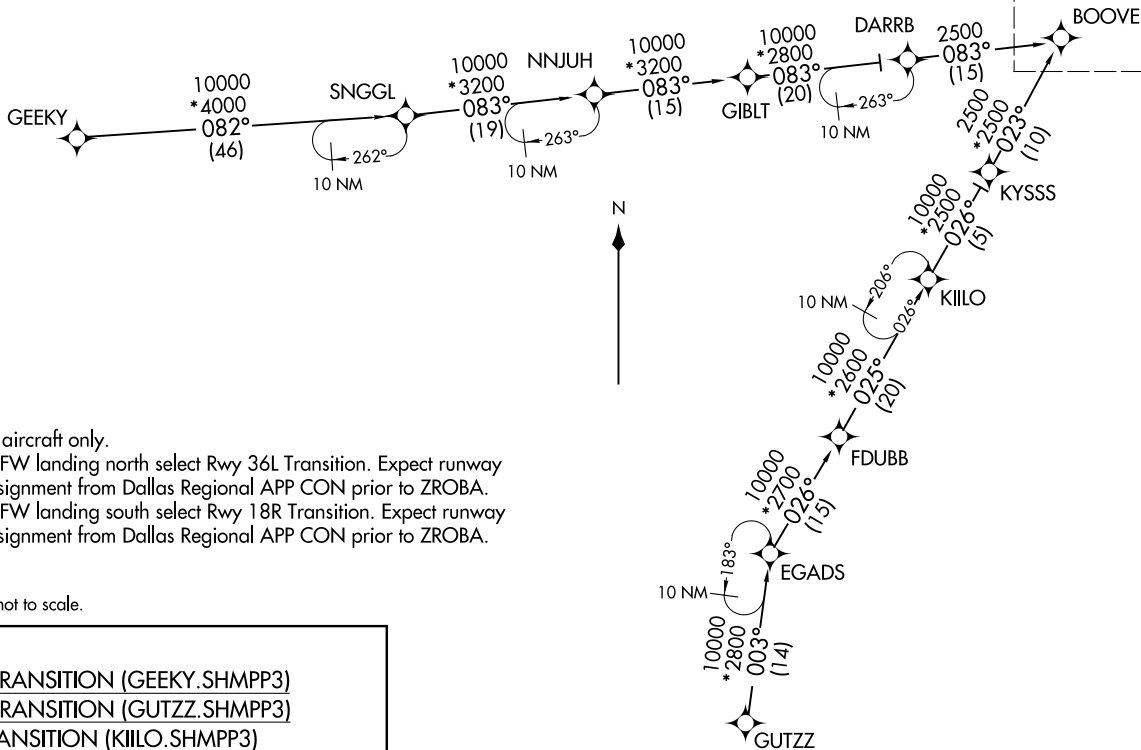 BOOVE
DARRB
2500
083°
(15)
10000
*2800
083°
(20)
GIBLT
263°
10 NM
NNJUH
10000
*3200
083°
(15)
10000
*3200
083°
(19)
263°
10 NM
SNGGL
10000
*4000
082°
(46)
262°
10 NM
GEEKY
2500
*2500
023°
(10)
KYSSS
10000
*2500
026°
(5)
N
KIILO
206°
10 NM
026°
10000
*2600
025°
(20)
FDUBB
10000
*2700
026°
(15)
EGADS
183°
10 NM
10000
*2800
003°
(14)
GUTZZ
aircraft only.
FW landing north select Rwy 36L Transition. Expect runway
signment from Dallas Regional APP CON prior to ZROBA.
FW landing south select Rwy 18R Transition. Expect runway
signment from Dallas Regional APP CON prior to ZROBA.
not to scale.
RANSITION (GEEKY.SHMPP3)
RANSITION (GUTZZ.SHMPP3)
ANSITION (KIILO.SHMPP3)